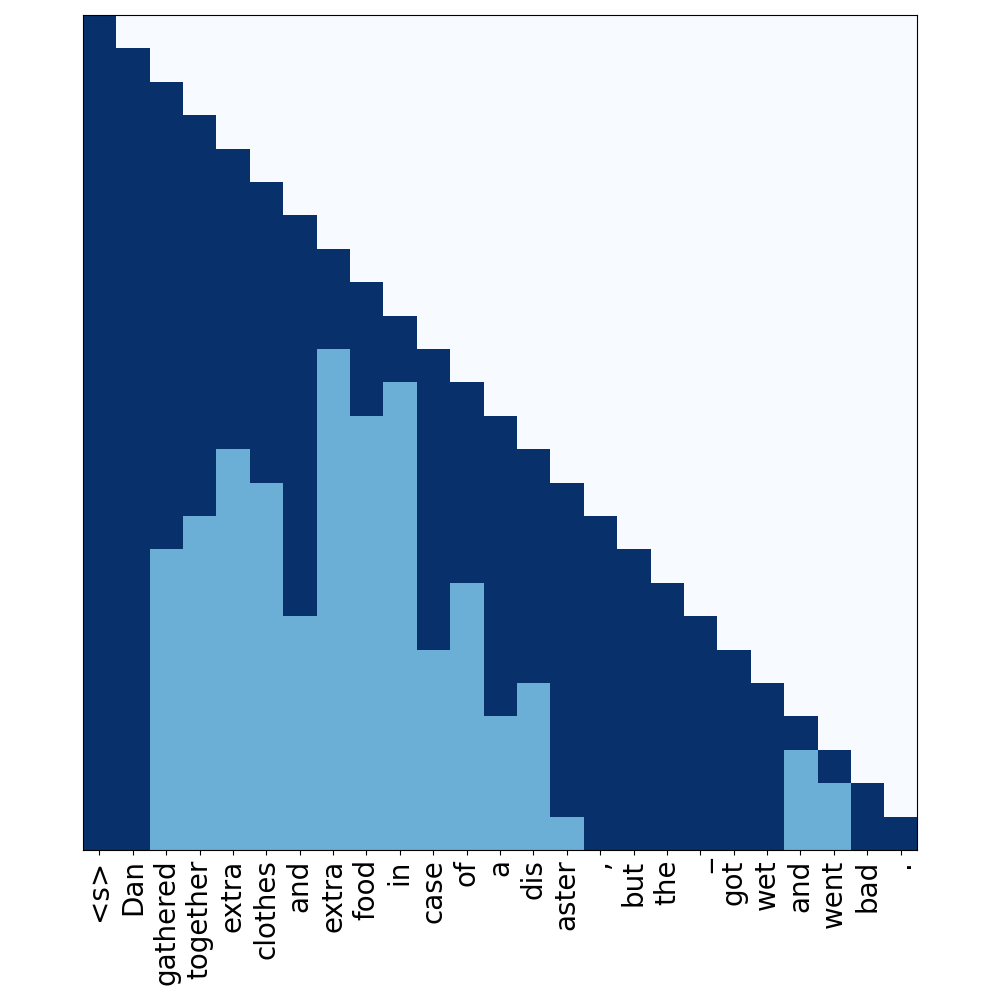 <s> Dan gathered together extra clothes and extra food in case of a dis aster , but the _ got wet and went bad .